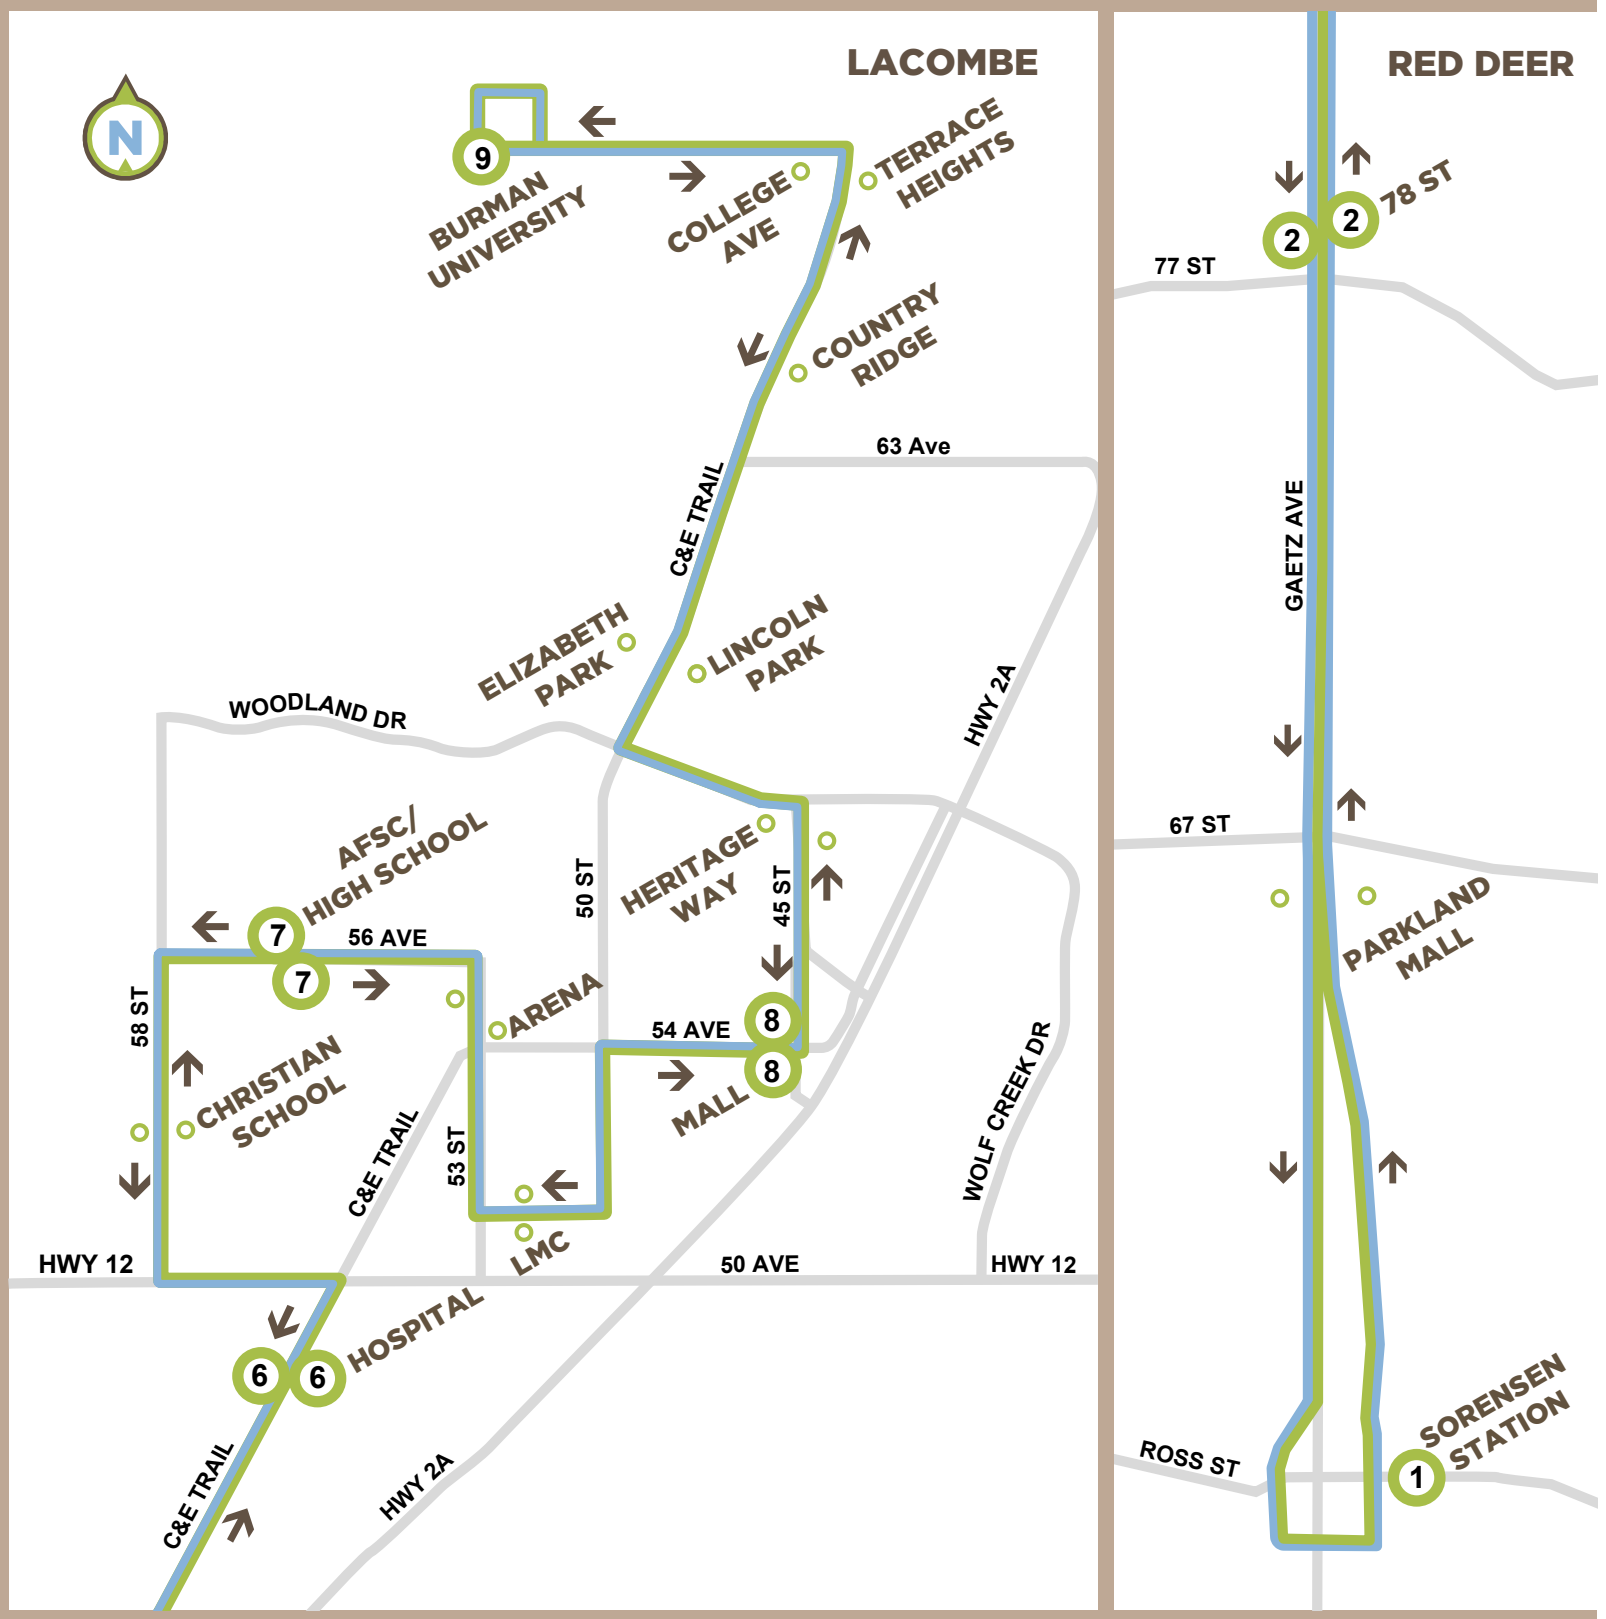 LACOMBE
N
9
BURMAN
UNIVERSITY
COLLEGE
AVE
TERRACE
HEIGHTS
COUNTRY
RIDGE
63 Ave
C&E TRAIL
ELIZABETH
PARK
LINCOLN
PARK
HWY 2A
WOODLAND DR
AFSC/
HIGH SCHOOL
50 ST
HERITAGE
WAY
45 ST
7
56 AVE
7
58 ST
ARENA
54 AVE
8
8
MALL
CHRISTIAN
SCHOOL
C&E TRAIL
53 ST
WOLF CREEK DR
LMC
HWY 12
50 AVE
HWY 12
6
6
HOSPITAL
C&E TRAIL
HWY 2A
RED DEER
2
2
78 ST
77 ST
GAETZ AVE
67 ST
PARKLAND
MALL
SORENSEN
STATION
ROSS ST
1